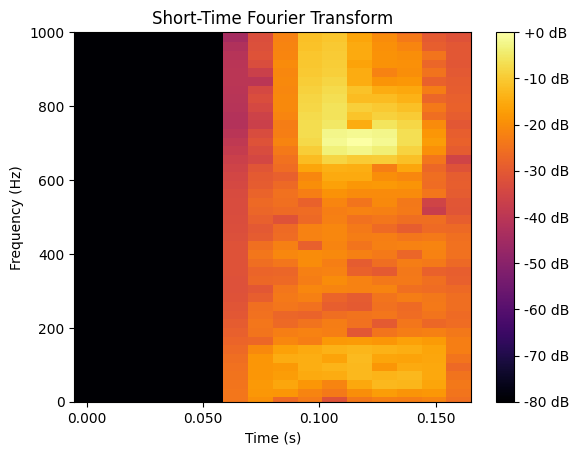 Short-Time Fourier Transform
1000
800
600
400
200
0
Frequency (Hz)
0.000
0.050
0.100
0.150
Time (s)
+0 dB
-10 dB
-20 dB
-30 dB
-40 dB
-50 dB
-60 dB
-70 dB
-80 dB